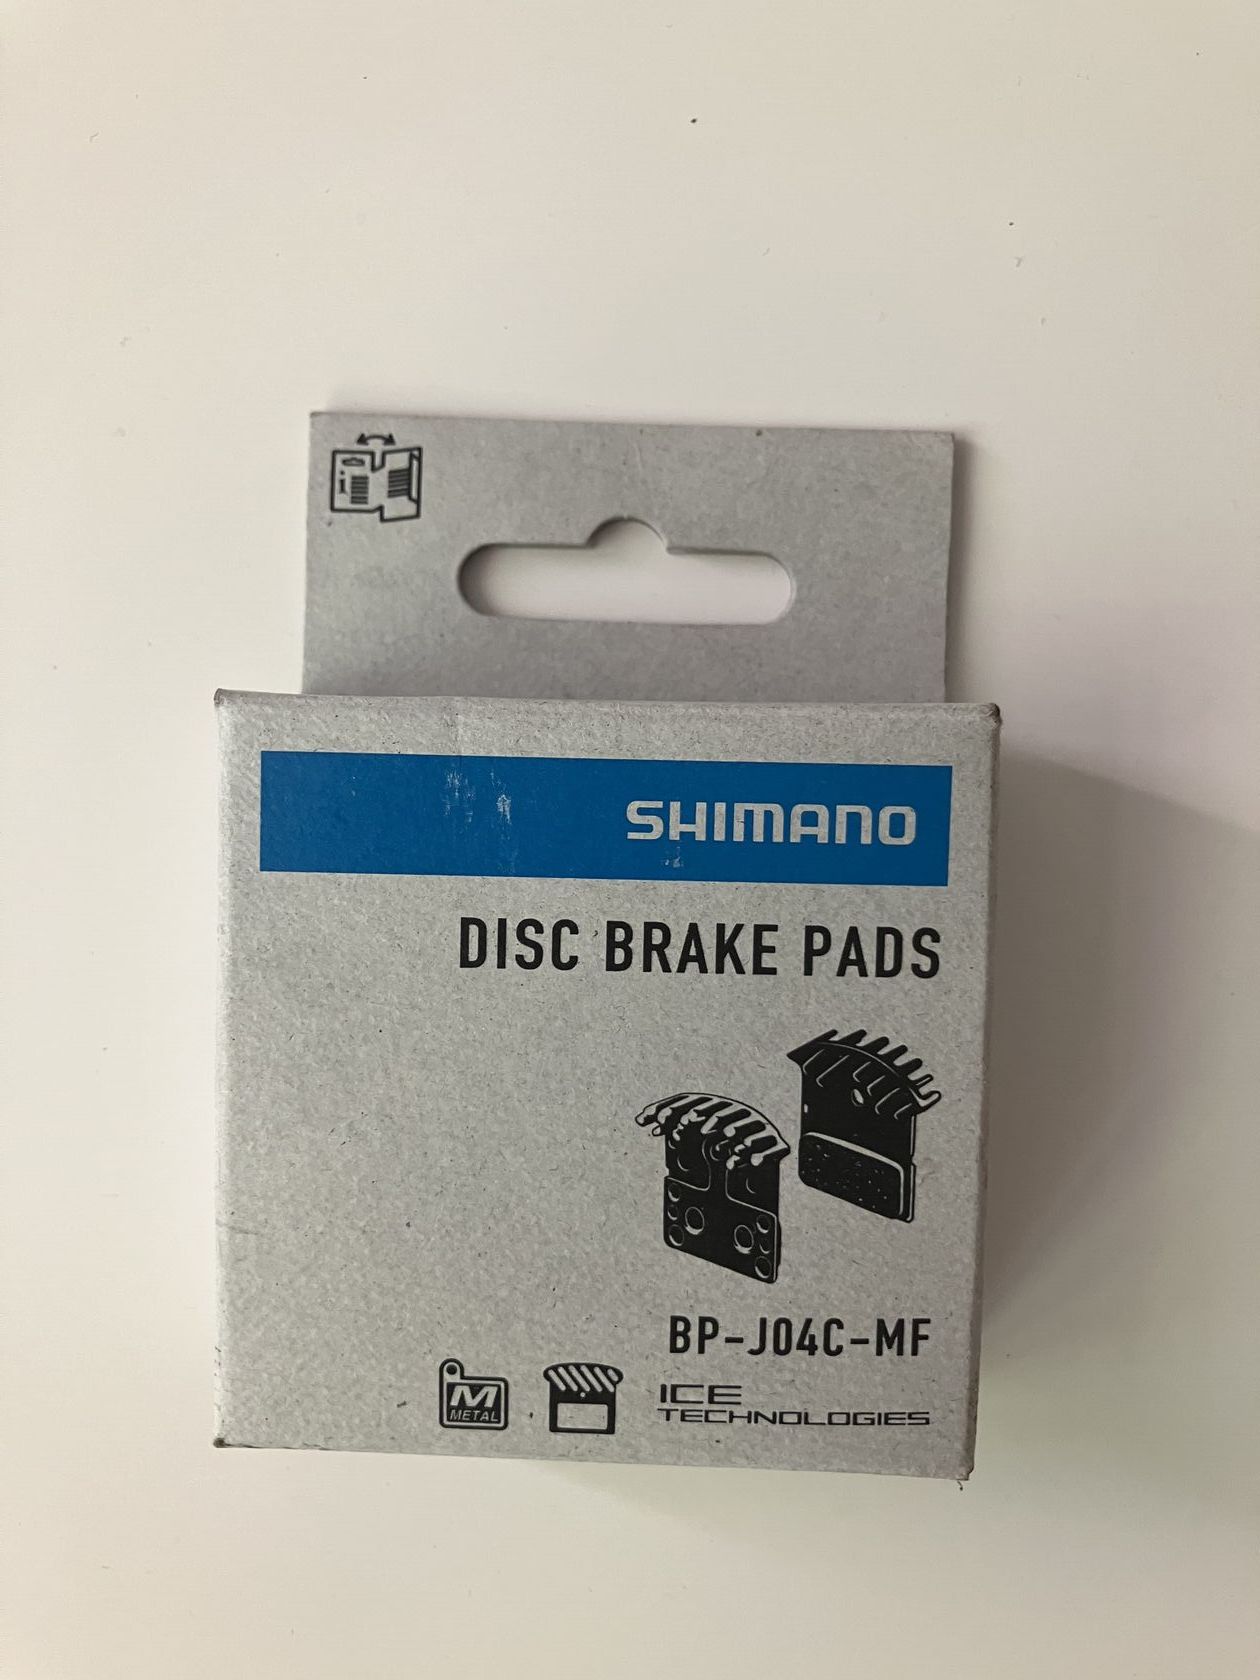 i
SHIMANO
DISC BRAKE PADS
BP-J04C-MF
M
METAL
ICE
TECHNOLOGIES